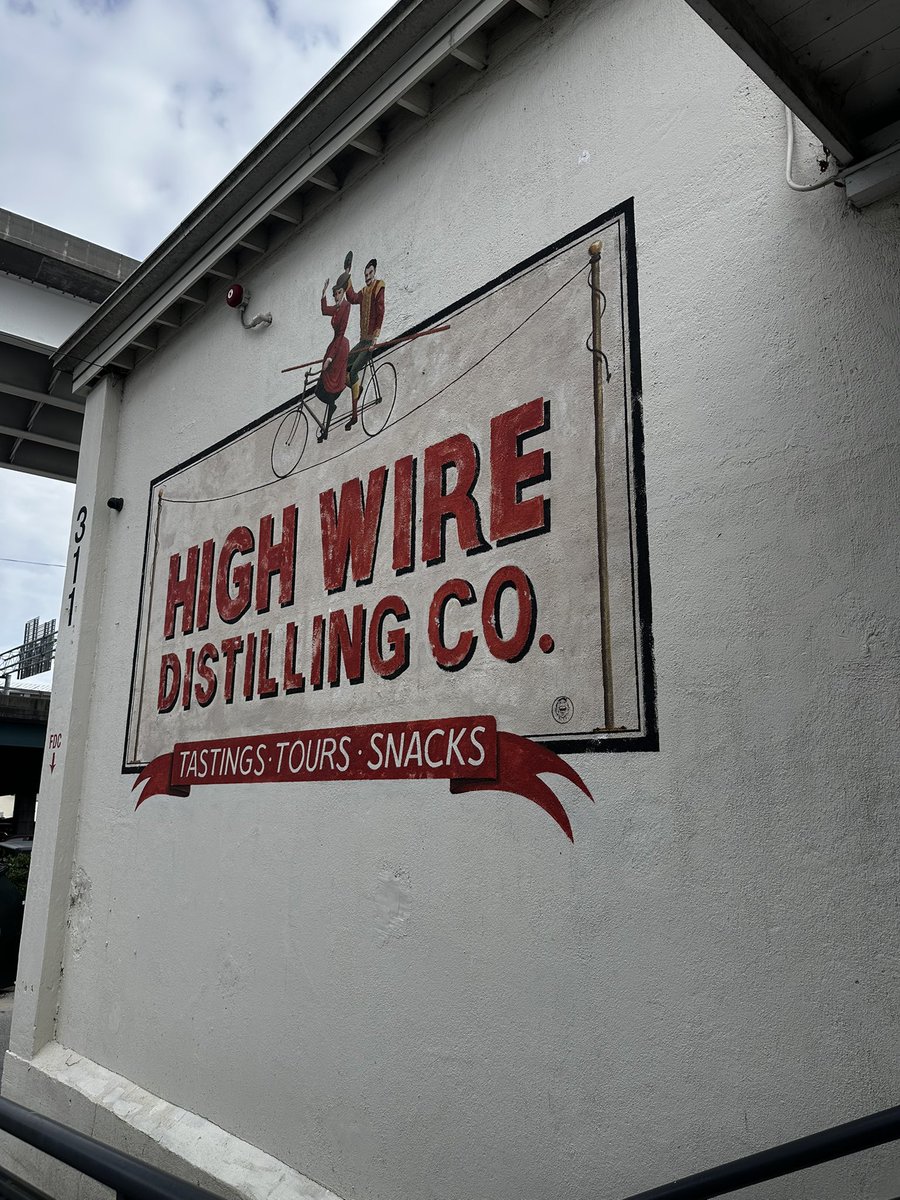 HIGH WIRE
DISTILLING CO.
TASTINGS · TOURS · SNACKS
311
FDC